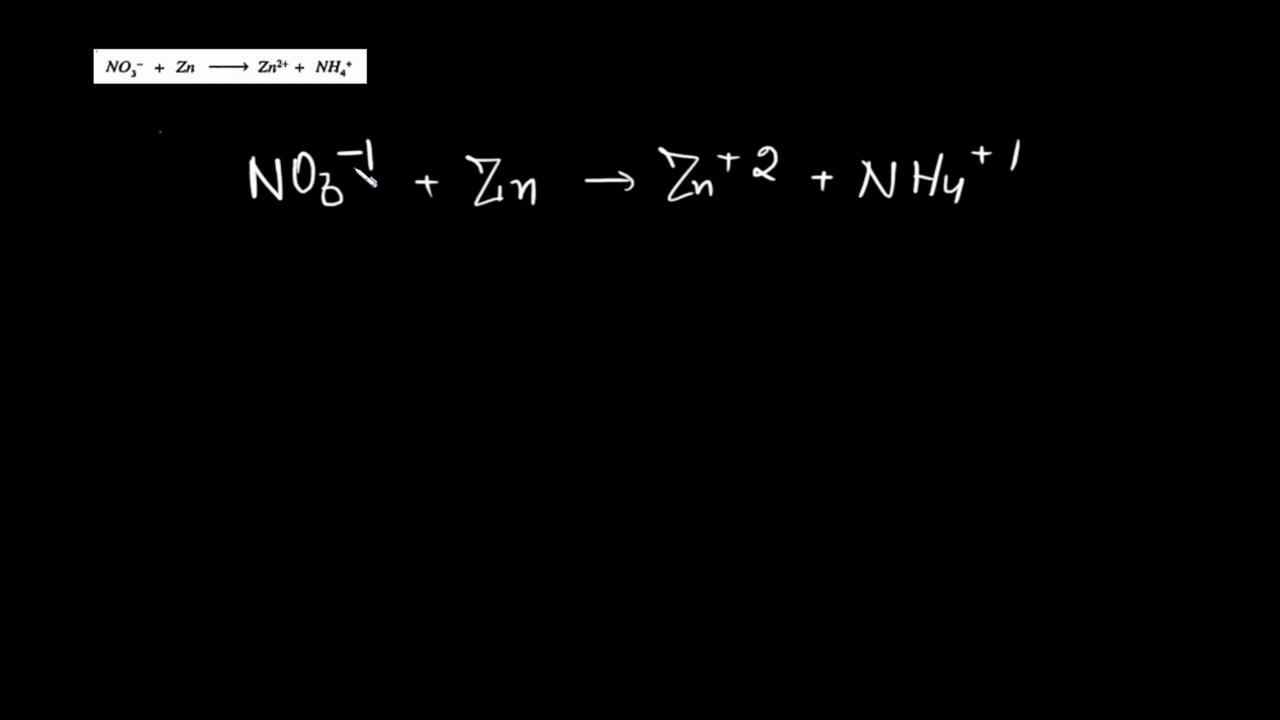 NO₃⁻ + Zn ⟶ Zn²⁺ + NH₄⁺
NO₃⁻¹ + Zn → Zn⁺² + NH₄⁺¹